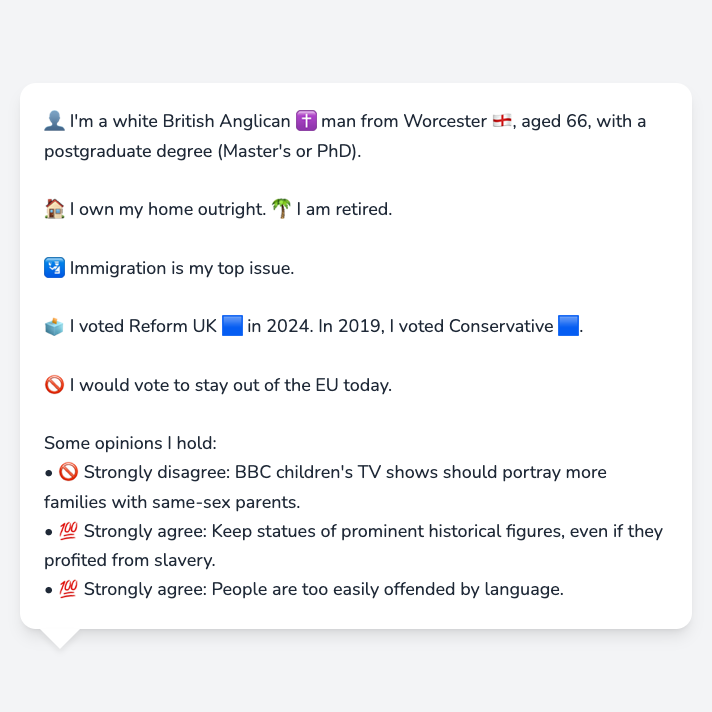 👤 I'm a white British Anglican ✝️ man from Worcester 🏴󠁧󠁢󠁥󠁮󠁧󠁿, aged 66, with a
postgraduate degree (Master's or PhD).
🏠 I own my home outright. 🌴 I am retired.
🛂 Immigration is my top issue.
🗳️ I voted Reform UK 🟦 in 2024. In 2019, I voted Conservative 🟦.
🚫 I would vote to stay out of the EU today.
Some opinions I hold:
• 🚫 Strongly disagree: BBC children's TV shows should portray more
families with same-sex parents.
• 💯 Strongly agree: Keep statues of prominent historical figures, even if they
profited from slavery.
• 💯 Strongly agree: People are too easily offended by language.